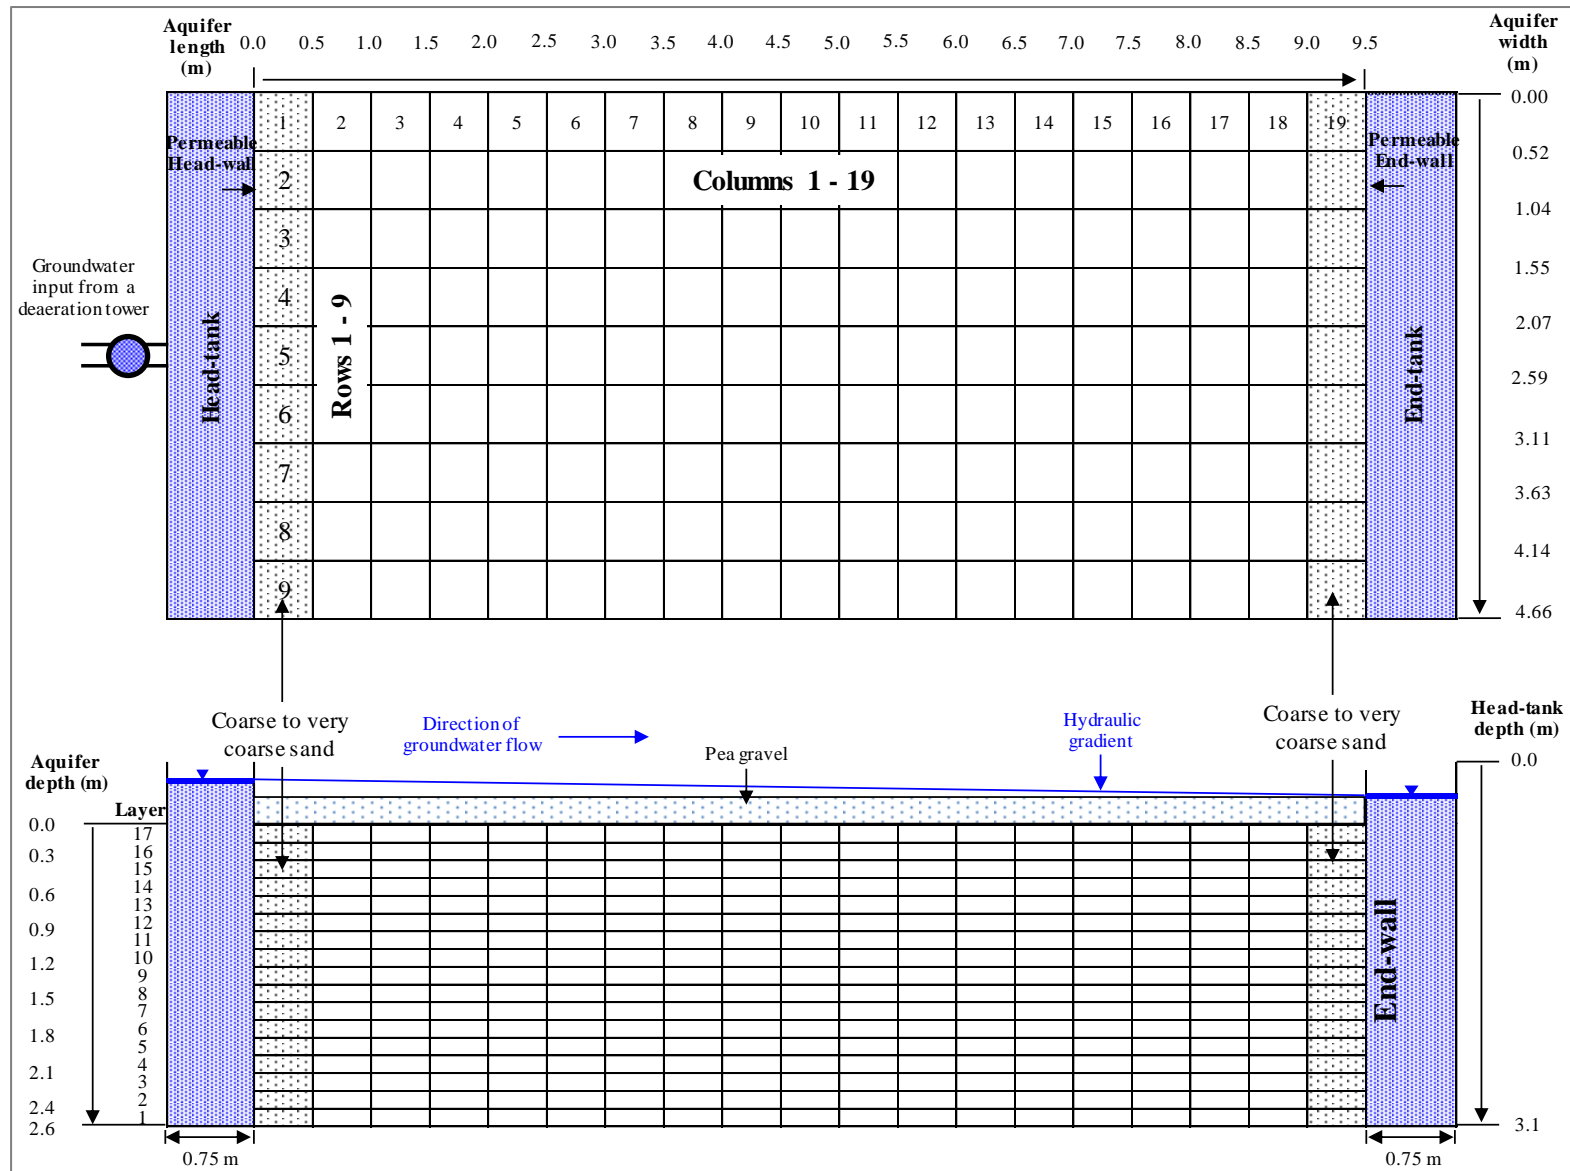 Aquifer
length
(m)
0.0 0.5 1.0 1.5 2.0 2.5 3.0 3.5 4.0 4.5 5.0 5.5 6.0 6.5 7.0 7.5 8.0 8.5 9.0 9.5
Aquifer
width
(m)
0.00
0.52
1.04
1.55
2.07
2.59
3.11
3.63
4.14
4.66
1 2 3 4 5 6 7 8 9 10 11 12 13 14 15 16 17 18 19
2
3
4
5
6
7
8
9
Columns 1 - 19
Rows 1 - 9
Permeable
Head-wall
Head-tank
Permeable
End-wall
End-tank
Groundwater
input from a
deaeration tower
Coarse to very
coarse sand
Direction of
groundwater flow
Pea gravel
Hydraulic
gradient
Coarse to very
coarse sand
Head-tank
depth (m)
0.0
3.1
Aquifer
depth (m)
0.0
0.3
0.6
0.9
1.2
1.5
1.8
2.1
2.4
2.6
Layer
17
16
15
14
13
12
11
10
9
8
7
6
5
4
3
2
1
End-wall
0.75 m
0.75 m